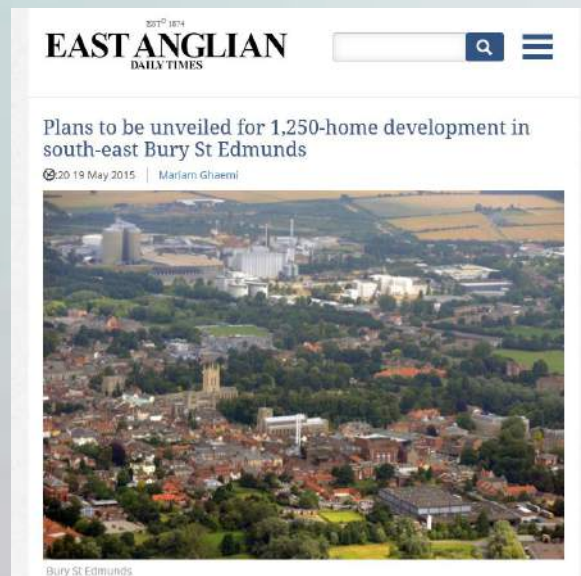 ESTD 1874
EAST ANGLIAN
DAILY TIMES
Plans to be unveiled for 1,250-home development in
south-east Bury St Edmunds
:20 19 May 2015 | Mariam Ghaemi
Bury St Edmunds